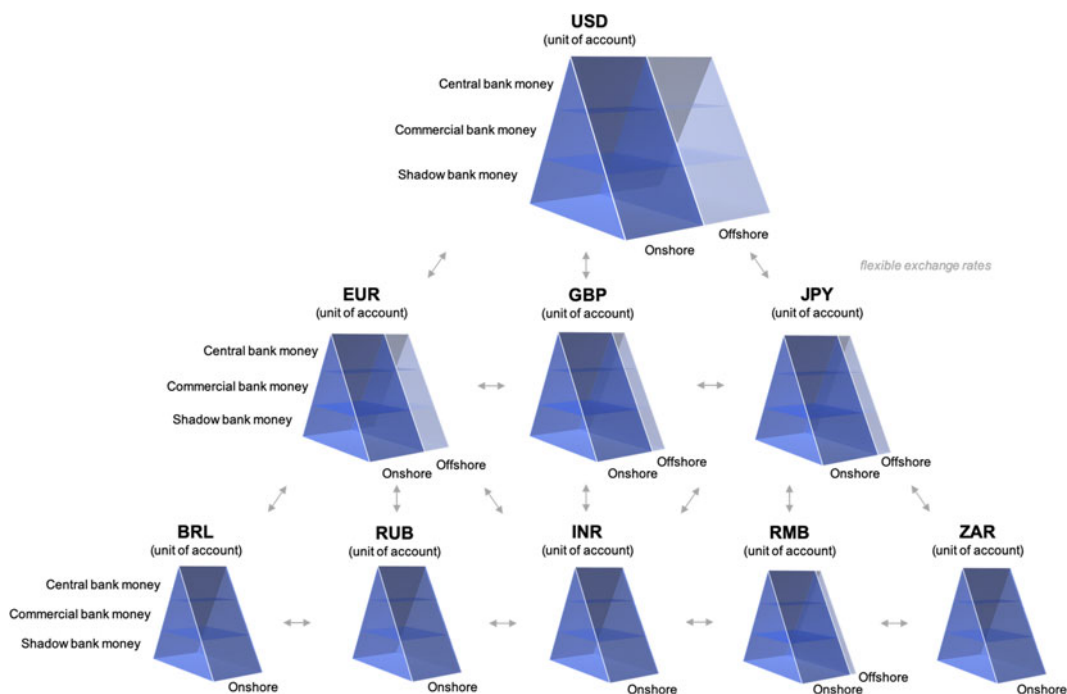 USD
(unit of account)
Central bank money
Commercial bank money
Shadow bank money
Onshore
Offshore
flexible exchange rates
EUR
(unit of account)
GBP
(unit of account)
JPY
(unit of account)
Central bank money
Commercial bank money
Shadow bank money
Onshore
Offshore
Onshore
Offshore
Onshore
Offshore
BRL
(unit of account)
RUB
(unit of account)
INR
(unit of account)
RMB
(unit of account)
ZAR
(unit of account)
Central bank money
Commercial bank money
Shadow bank money
Onshore
Onshore
Onshore
Onshore
Offshore
Onshore